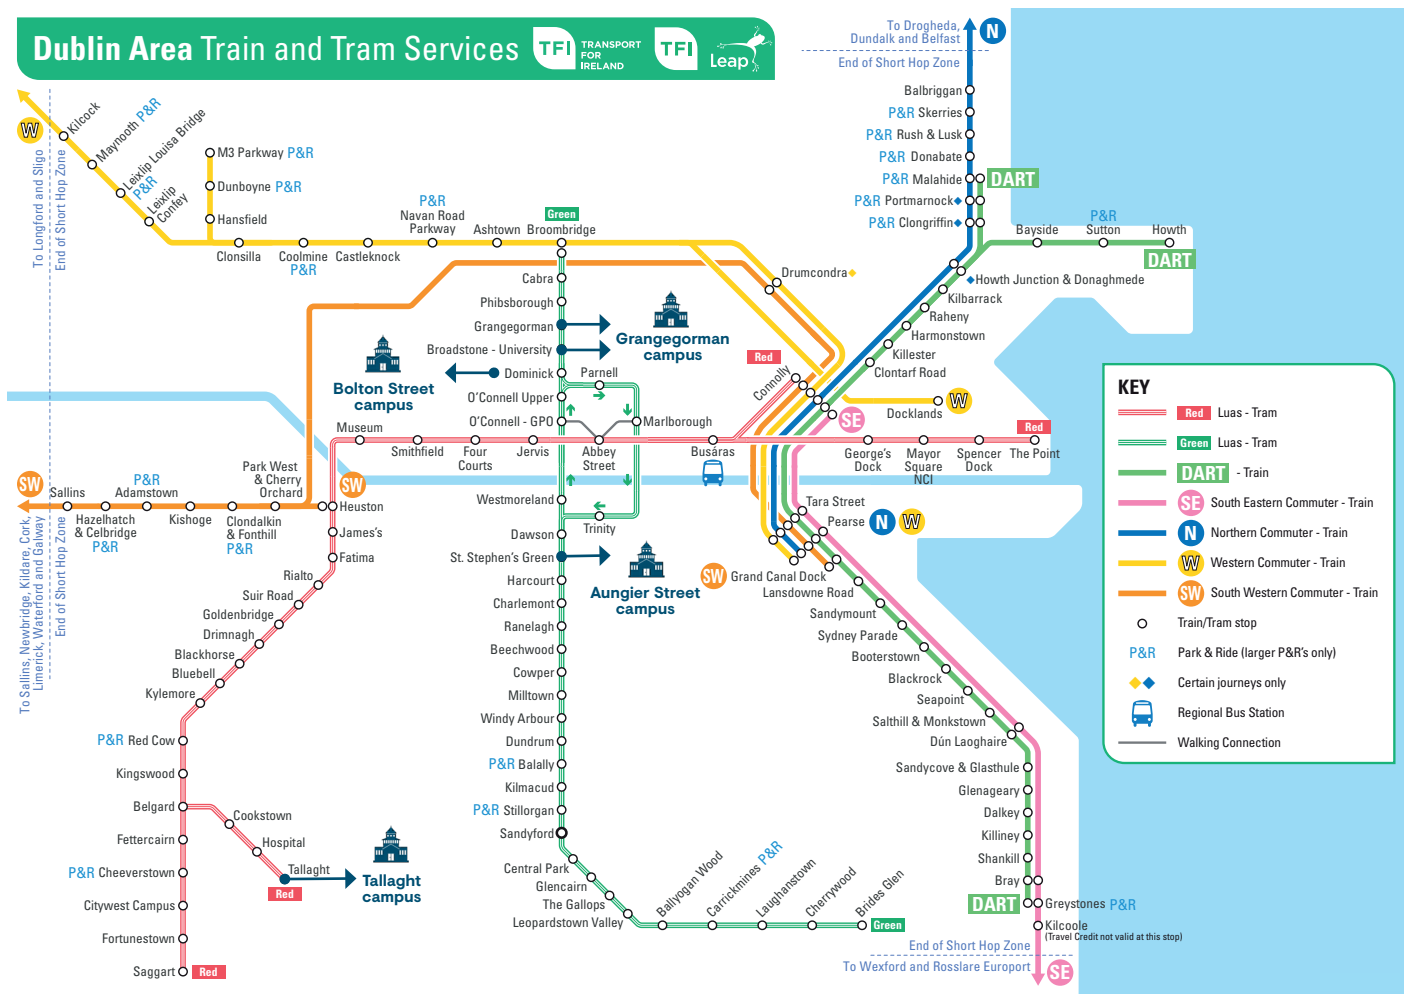 Dublin Area Train and Tram Services
TFI
TRANSPORT
FOR
IRELAND
TFI
Leap
To Drogheda,
Dundalk and Belfast
N
End of Short Hop Zone
Balbriggan
P&R Skerries
P&R Rush & Lusk
P&R Donabate
P&R Malahide
DART
P&R Portmarnock
P&R Clongriffin
Bayside
P&R
Sutton
Howth
DART
Howth Junction & Donaghmede
Kilbarrack
Raheny
Harmonstown
Killester
Clontarf Road
W
To Longford and Sligo
End of Short Hop Zone
Kilcock
Maynooth P&R
Leixlip Louisa Bridge
P&R
Leixlip
Confey
M3 Parkway P&R
Dunboyne P&R
Hansfield
Clonsilla
Coolmine
P&R
Castleknock
P&R
Navan Road
Parkway
Ashtown
Green
Broombridge
Drumcondra
Cabra
Phibsborough
Grangegorman
Broadstone - University
Grangegorman
campus
Dominick
Bolton Street
campus
Parnell
O'Connell Upper
O'Connell - GPO
Marlborough
Red
Connolly
SE
Docklands
W
Red
Museum
Smithfield
Four
Courts
Jervis
Abbey
Street
Busáras
George's
Dock
Mayor
Square
NCI
Spencer
Dock
The Point
SW
Sallins
Hazelhatch
& Celbridge
P&R
P&R
Adamstown
Kishoge
Clondalkin
& Fonthill
P&R
Park West
& Cherry
Orchard
SW
Heuston
To Sallins, Newbridge, Kildare, Cork,
Limerick, Waterford and Galway
End of Short Hop Zone
James's
Fatima
Rialto
Suir Road
Goldenbridge
Drimnagh
Blackhorse
Bluebell
Kylemore
P&R Red Cow
Kingswood
Belgard
Cookstown
Hospital
Tallaght
Red
Tallaght
campus
Fettercairn
P&R Cheeverstown
Citywest Campus
Fortunestown
Saggart
Red
Westmoreland
Trinity
Dawson
St. Stephen's Green
Aungier Street
campus
Harcourt
Charlemont
Ranelagh
Beechwood
Cowper
Milltown
Windy Arbour
Dundrum
P&R Balally
Kilmacud
P&R Stillorgan
Sandyford
Central Park
Glencairn
The Gallops
Leopardstown Valley
Ballyogan Wood
Carrickmines P&R
Laughanstown
Cherrywood
Brides Glen
Green
Tara Street
Pearse
N
W
SW
Grand Canal Dock
Lansdowne Road
Sandymount
Sydney Parade
Booterstown
Blackrock
Seapoint
Salthill & Monkstown
Dún Laoghaire
Sandycove & Glasthule
Glenageary
Dalkey
Killiney
Shankill
Bray
DART
Greystones P&R
Kilcoole
(Travel Credit not valid at this stop)
End of Short Hop Zone
To Wexford and Rosslare Europort
SE
KEY
Red Luas - Tram
Green Luas - Tram
DART - Train
SE South Eastern Commuter - Train
N Northern Commuter - Train
W Western Commuter - Train
SW South Western Commuter - Train
Train/Tram stop
P&R Park & Ride (larger P&R's only)
Certain journeys only
Regional Bus Station
Walking Connection